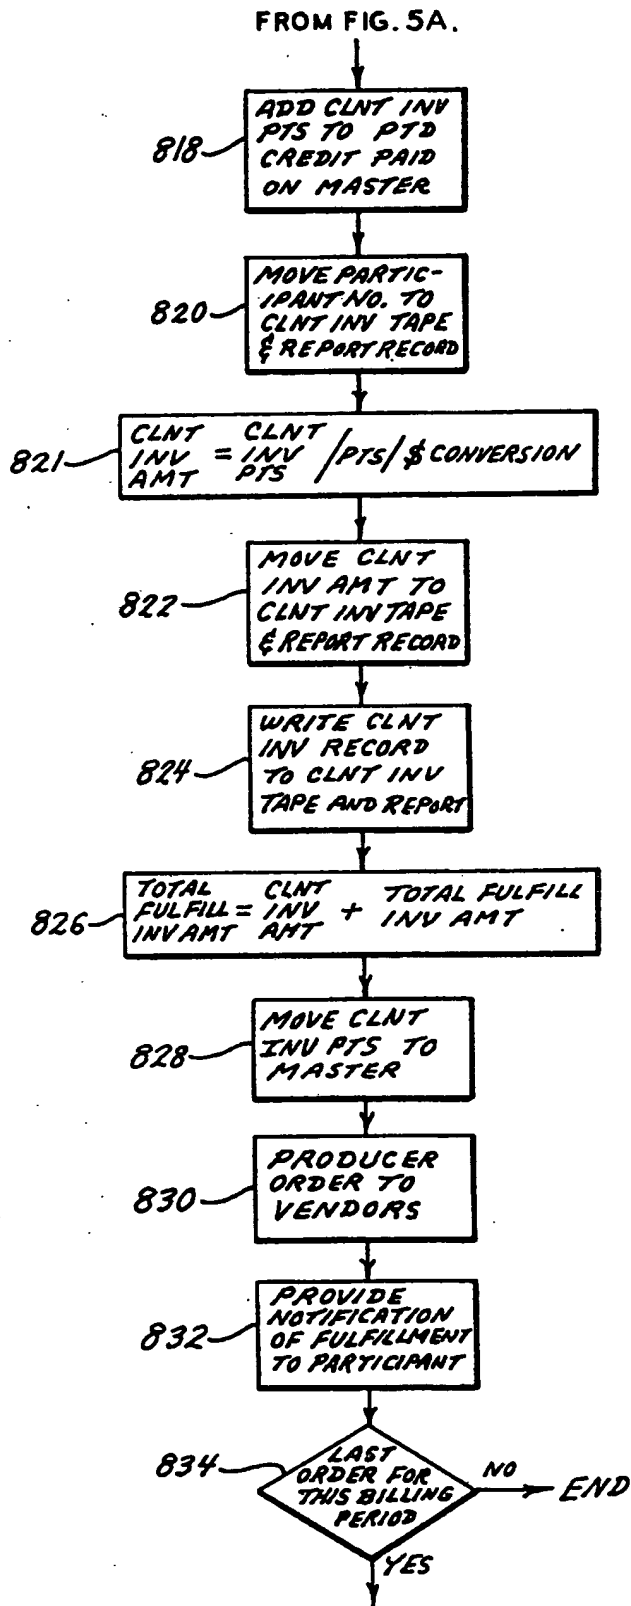 FROM FIG. 5A.
818
ADD CLNT INV
PTS TO PTD
CREDIT PAID
ON MASTER
820
MOVE PARTIC-
IPANT NO. TO
CLNT INV TAPE
& REPORT RECORD
821
CLNT
INV
AMT
=
CLNT
INV
PTS
/PTS/$ CONVERSION
822
MOVE CLNT
INV AMT TO
CLNT INV TAPE
& REPORT RECORD
824
WRITE CLNT
INV RECORD
TO CLNT INV
TAPE AND REPORT
826
TOTAL
FULFILL
INV AMT
=
CLNT
INV
AMT
+
TOTAL FULFILL
INV AMT
828
MOVE CLNT
INV PTS TO
MASTER
830
PRODUCER
ORDER TO
VENDORS
832
PROVIDE
NOTIFICATION
OF FULFILLMENT
TO PARTICIPANT
834
LAST
ORDER FOR
THIS BILLING
PERIOD
NO
END
YES